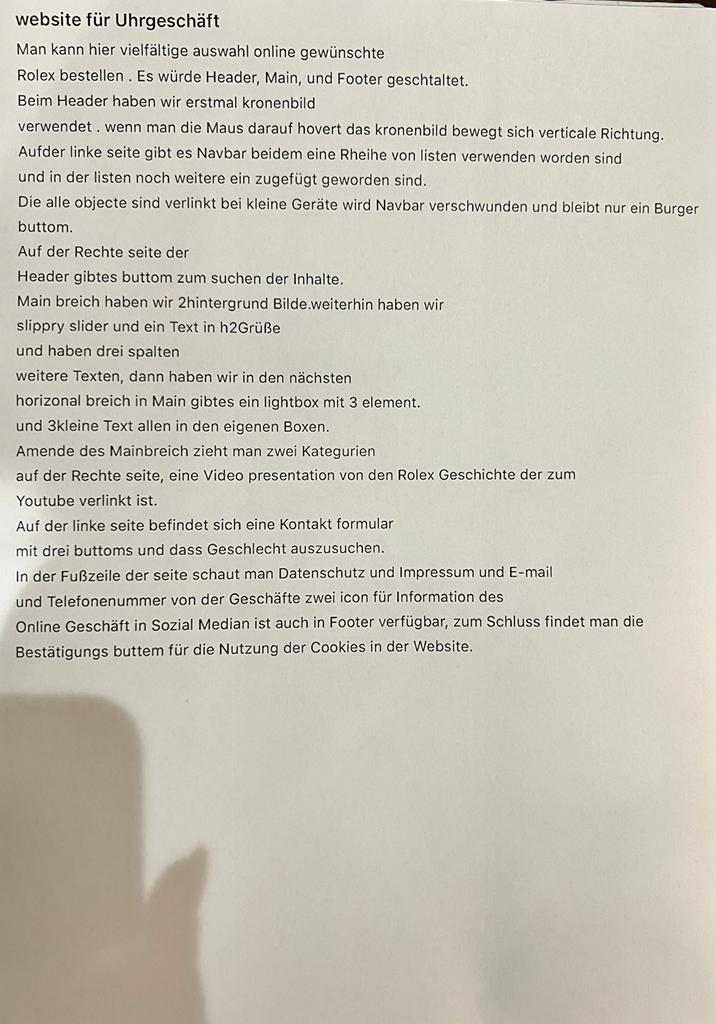 website für Uhrgeschäft
Man kann hier vielfältige auswahl online gewünschte
Rolex bestellen . Es würde Header, Main, und Footer geschtaltet.
Beim Header haben wir erstmal kronenbild
verwendet . wenn man die Maus darauf hovert das kronenbild bewegt sich verticale Richtung.
Aufder linke seite gibt es Navbar beidem eine Rheihe von listen verwenden worden sind
und in der listen noch weitere ein zugefügt geworden sind.
Die alle objecte sind verlinkt bei kleine Geräte wird Navbar verschwunden und bleibt nur ein Burger
buttom.
Auf der Rechte seite der
Header gibtes buttom zum suchen der Inhalte.
Main breich haben wir 2hintergrund Bilde.weiterhin haben wir
slippry slider und ein Text in h2Grüße
und haben drei spalten
weitere Texten, dann haben wir in den nächsten
horizonal breich in Main gibtes ein lightbox mit 3 element.
und 3kleine Text allen in den eigenen Boxen.
Amende des Mainbreich zieht man zwei Kategurien
auf der Rechte seite, eine Video presentation von den Rolex Geschichte der zum
Youtube verlinkt ist.
Auf der linke seite befindet sich eine Kontakt formular
mit drei buttoms und dass Geschlecht auszusuchen.
In der Fußzeile der seite schaut man Datenschutz und Impressum und E-mail
und Telefonenummer von der Geschäfte zwei icon für Information des
Online Geschäft in Sozial Median ist auch in Footer verfügbar, zum Schluss findet man die
Bestätigungs buttem für die Nutzung der Cookies in der Website.